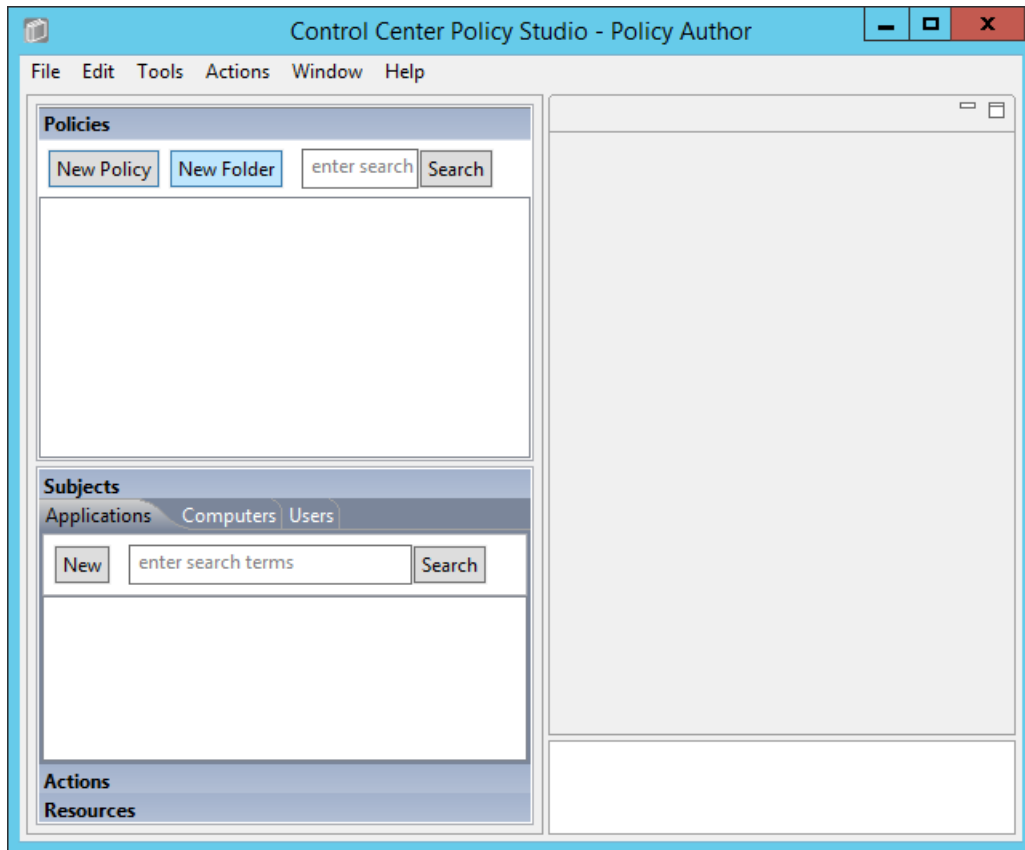 Control Center Policy Studio - Policy Author
File Edit Tools Actions Window Help
Policies
New Policy New Folder enter search Search
Subjects
Applications Computers Users
New enter search terms Search
Actions
Resources